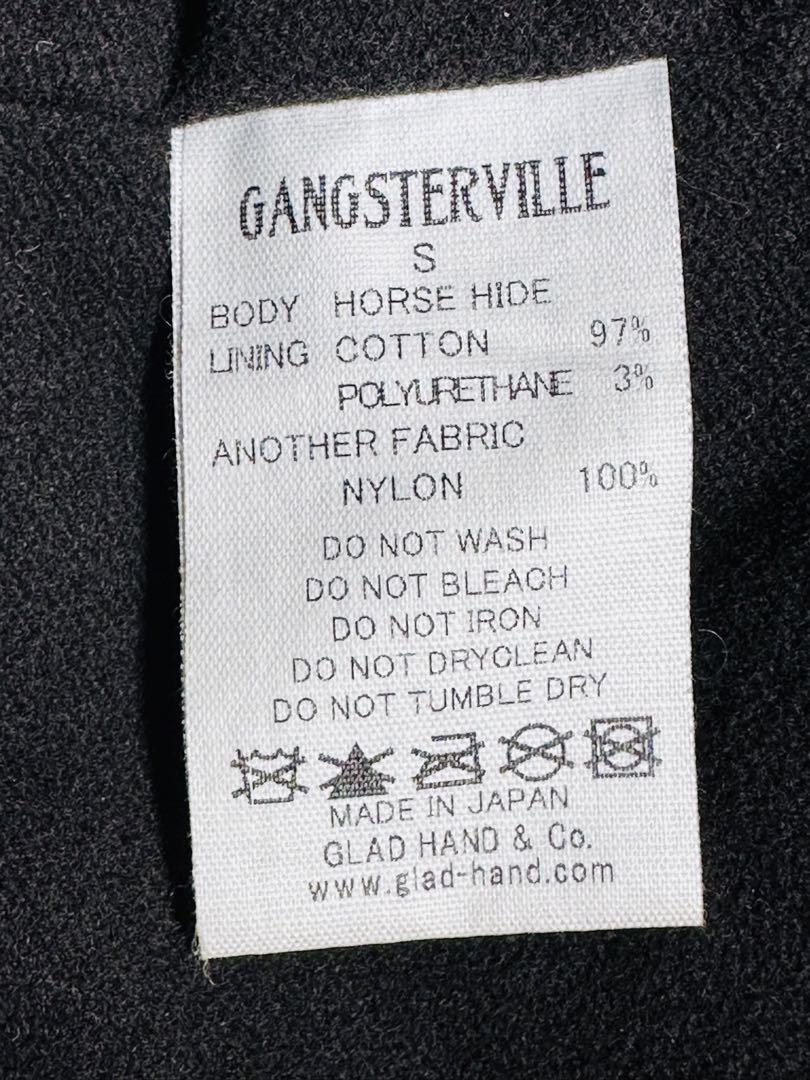 GANGSTERVILLE
S
BODY HORSE HIDE
LINING COTTON 97%
POLYURETHANE 3%
ANOTHER FABRIC
NYLON 100%
DO NOT WASH
DO NOT BLEACH
DO NOT IRON
DO NOT DRYCLEAN
DO NOT TUMBLE DRY
MADE IN JAPAN
GLAD HAND & Co.
www.glad-hand.com